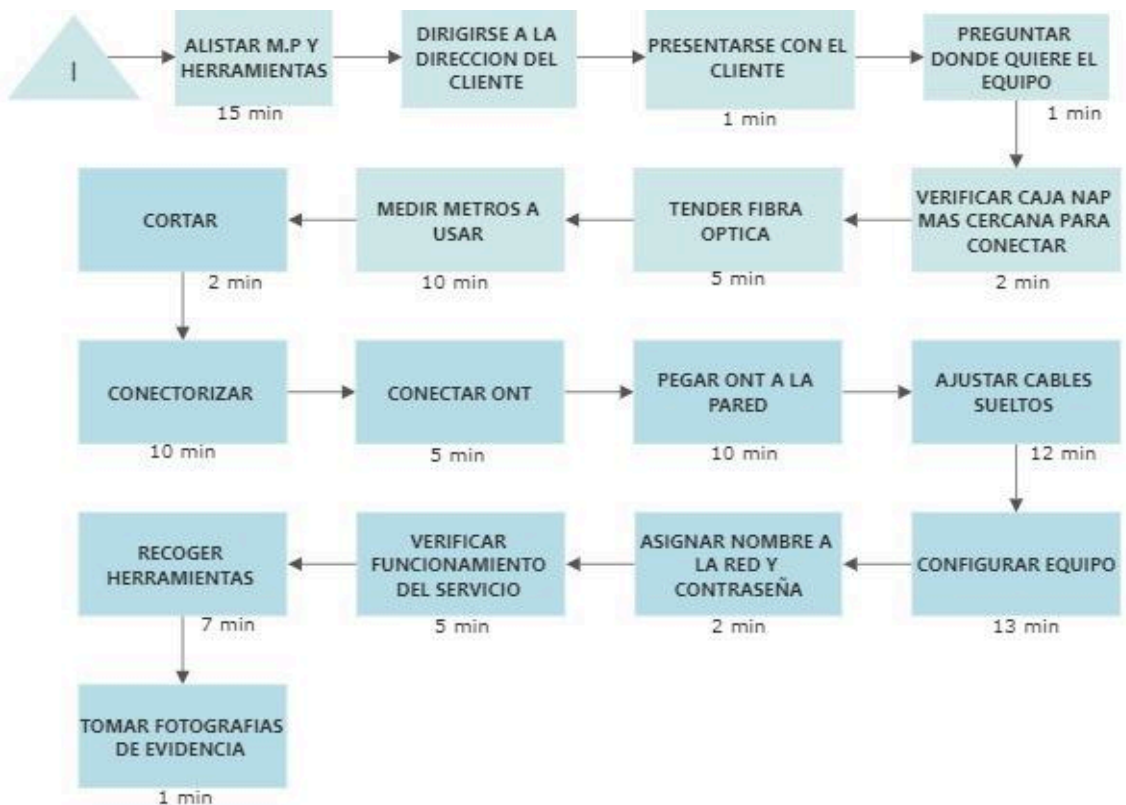 I
ALISTAR M.P Y
HERRAMIENTAS
15 min
DIRIGIRSE A LA
DIRECCION DEL
CLIENTE
PRESENTARSE CON EL
CLIENTE
1 min
PREGUNTAR
DONDE QUIERE EL
EQUIPO
1 min
VERIFICAR CAJA NAP
MAS CERCANA PARA
CONECTAR
2 min
TENDER FIBRA
OPTICA
5 min
MEDIR METROS A
USAR
10 min
CORTAR
2 min
CONECTORIZAR
10 min
CONECTAR ONT
5 min
PEGAR ONT A LA
PARED
10 min
AJUSTAR CABLES
SUELTOS
12 min
CONFIGURAR EQUIPO
13 min
ASIGNAR NOMBRE A
LA RED Y
CONTRASEÑA
2 min
VERIFICAR
FUNCIONAMIENTO
DEL SERVICIO
5 min
RECOGER
HERRAMIENTAS
7 min
TOMAR FOTOGRAFIAS
DE EVIDENCIA
1 min